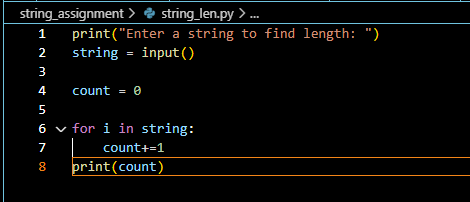 string_assignment > string_len.py > ...
1 print("Enter a string to find length: ")
2 string = input()
3
4 count = 0
5
6 for i in string:
7     count+=1
8 print(count)